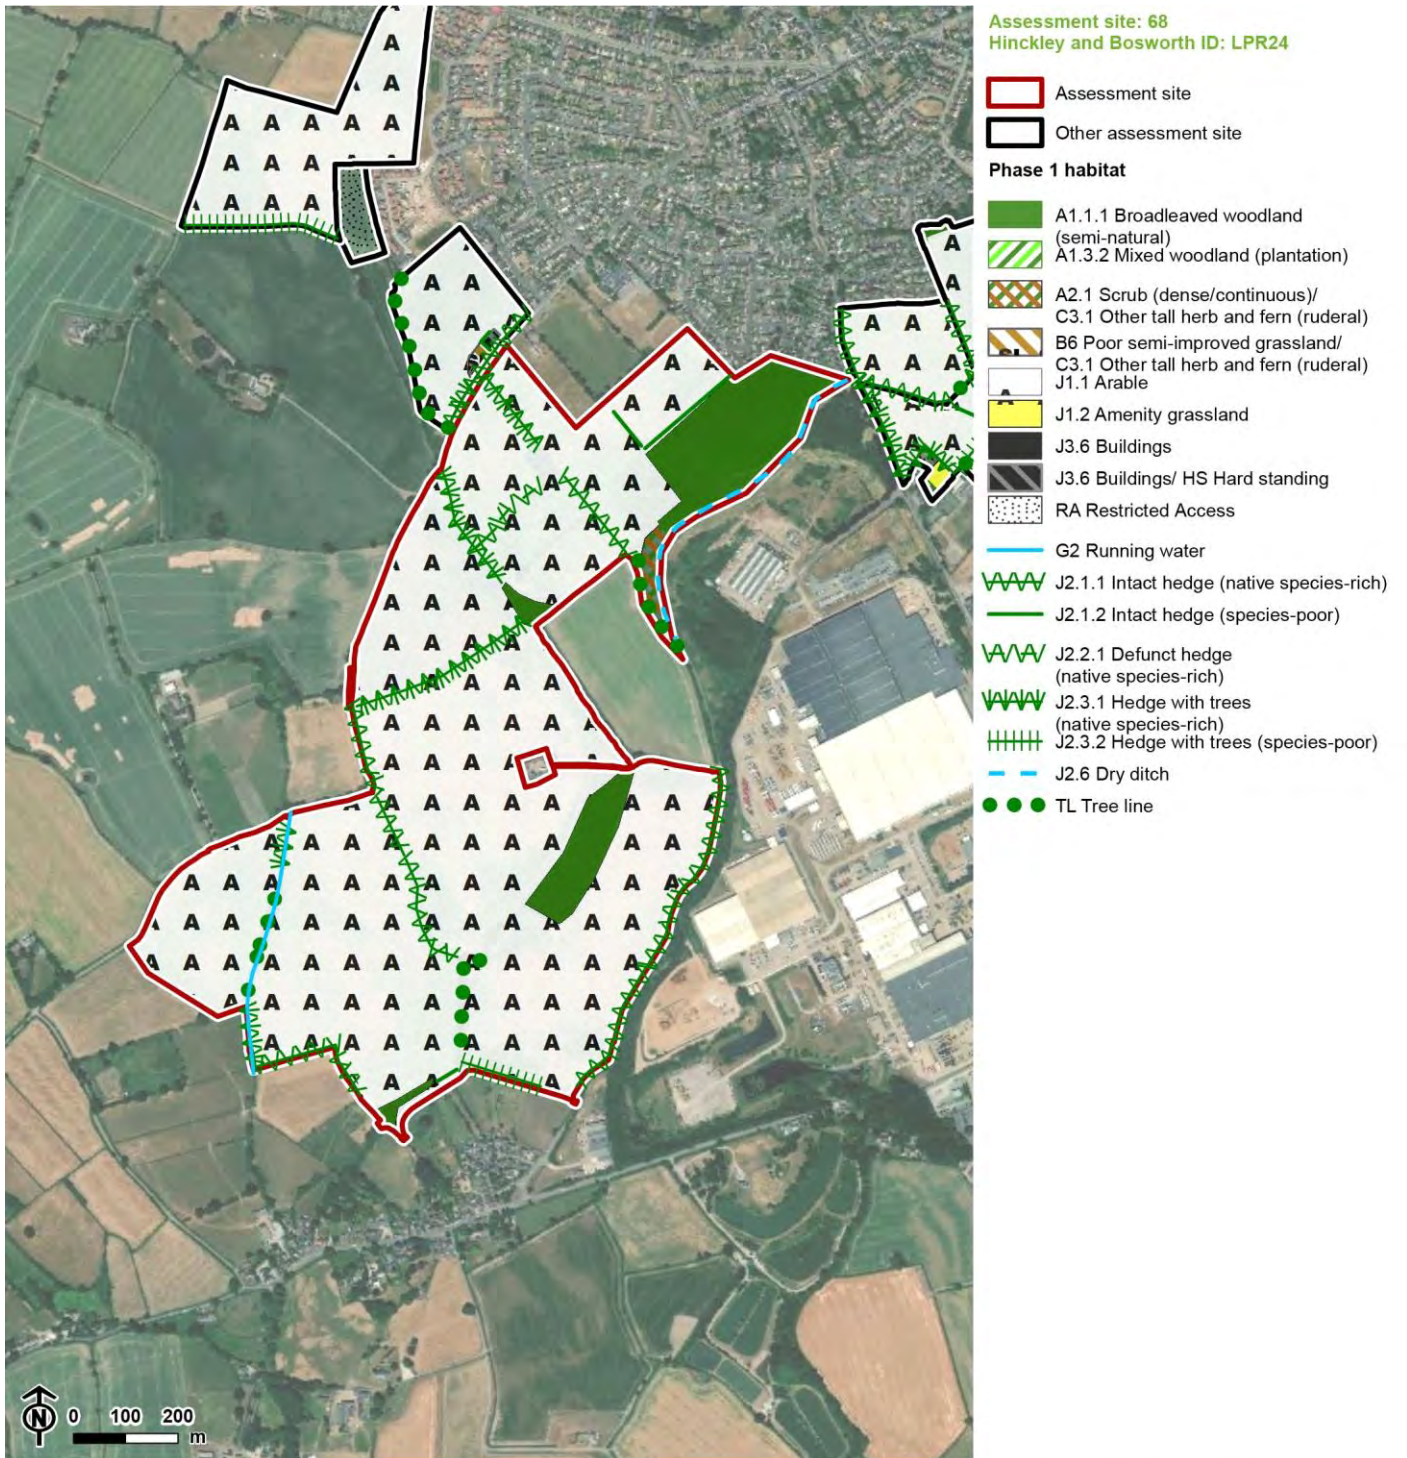 Assessment site: 68
Hinckley and Bosworth ID: LPR24
Assessment site
Other assessment site
Phase 1 habitat
A1.1.1 Broadleaved woodland
(semi-natural)
A1.3.2 Mixed woodland (plantation)
A2.1 Scrub (dense/continuous)/
C3.1 Other tall herb and fern (ruderal)
B6 Poor semi-improved grassland/
C3.1 Other tall herb and fern (ruderal)
J1.1 Arable
J1.2 Amenity grassland
J3.6 Buildings
J3.6 Buildings/ HS Hard standing
RA Restricted Access
G2 Running water
J2.1.1 Intact hedge (native species-rich)
J2.1.2 Intact hedge (species-poor)
J2.2.1 Defunct hedge
(native species-rich)
J2.3.1 Hedge with trees
(native species-rich)
J2.3.2 Hedge with trees (species-poor)
J2.6 Dry ditch
TL Tree line
N 0 100 200
m